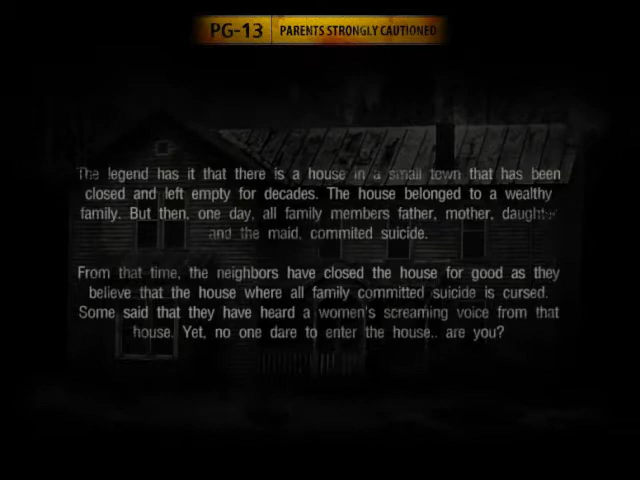 PG-13 PARENTS STRONGLY CAUTIONED
The legend has it that there is a house in a small town that has been
closed and left empty for decades. The house belonged to a wealthy
family. But then, one day, all family members father, mother, daughter
and the maid, commited suicide.
From that time, the neighbors have closed the house for good as they
believe that the house where all family committed suicide is cursed.
Some said that they have heard a women's screaming voice from that
house. Yet, no one dare to enter the house.. are you?